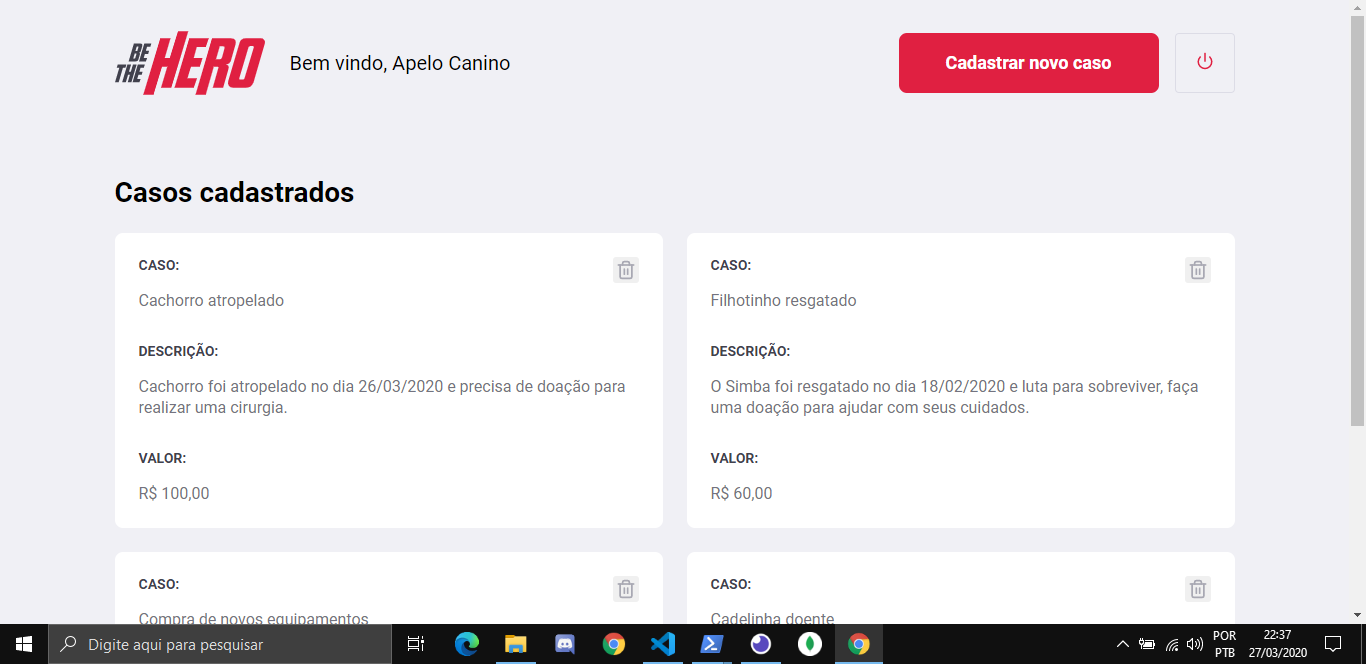 BE THE HERO
Bem vindo, Apelo Canino
Cadastrar novo caso
Casos cadastrados
CASO:
Cachorro atropelado
DESCRIÇÃO:
Cachorro foi atropelado no dia 26/03/2020 e precisa de doação para
realizar uma cirurgia.
VALOR:
R$ 100,00
CASO:
Filhotinho resgatado
DESCRIÇÃO:
O Simba foi resgatado no dia 18/02/2020 e luta para sobreviver, faça
uma doação para ajudar com seus cuidados.
VALOR:
R$ 60,00
CASO:
Compra de novos equipamentos
CASO:
Cadelinha doente
Digite aqui para pesquisar
POR
PTB
22:37
27/03/2020